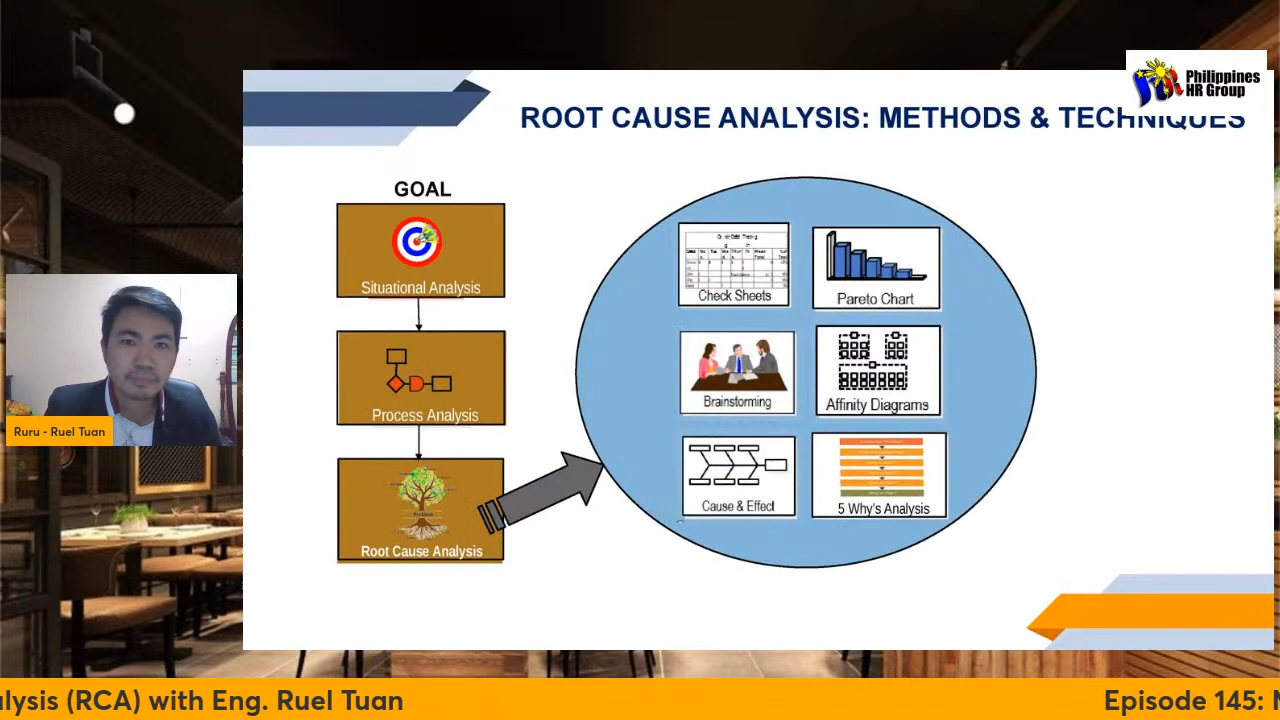 Philippines
HR Group
ROOT CAUSE ANALYSIS: METHODS & TECHNIQUES
GOAL
Situational Analysis
Process Analysis
Root Cause Analysis
Check Sheets
Pareto Chart
Brainstorming
Affinity Diagrams
Cause & Effect
5 Why's Analysis
Ruru - Ruel Tuan
alysis (RCA) with Eng. Ruel Tuan
Episode 145: